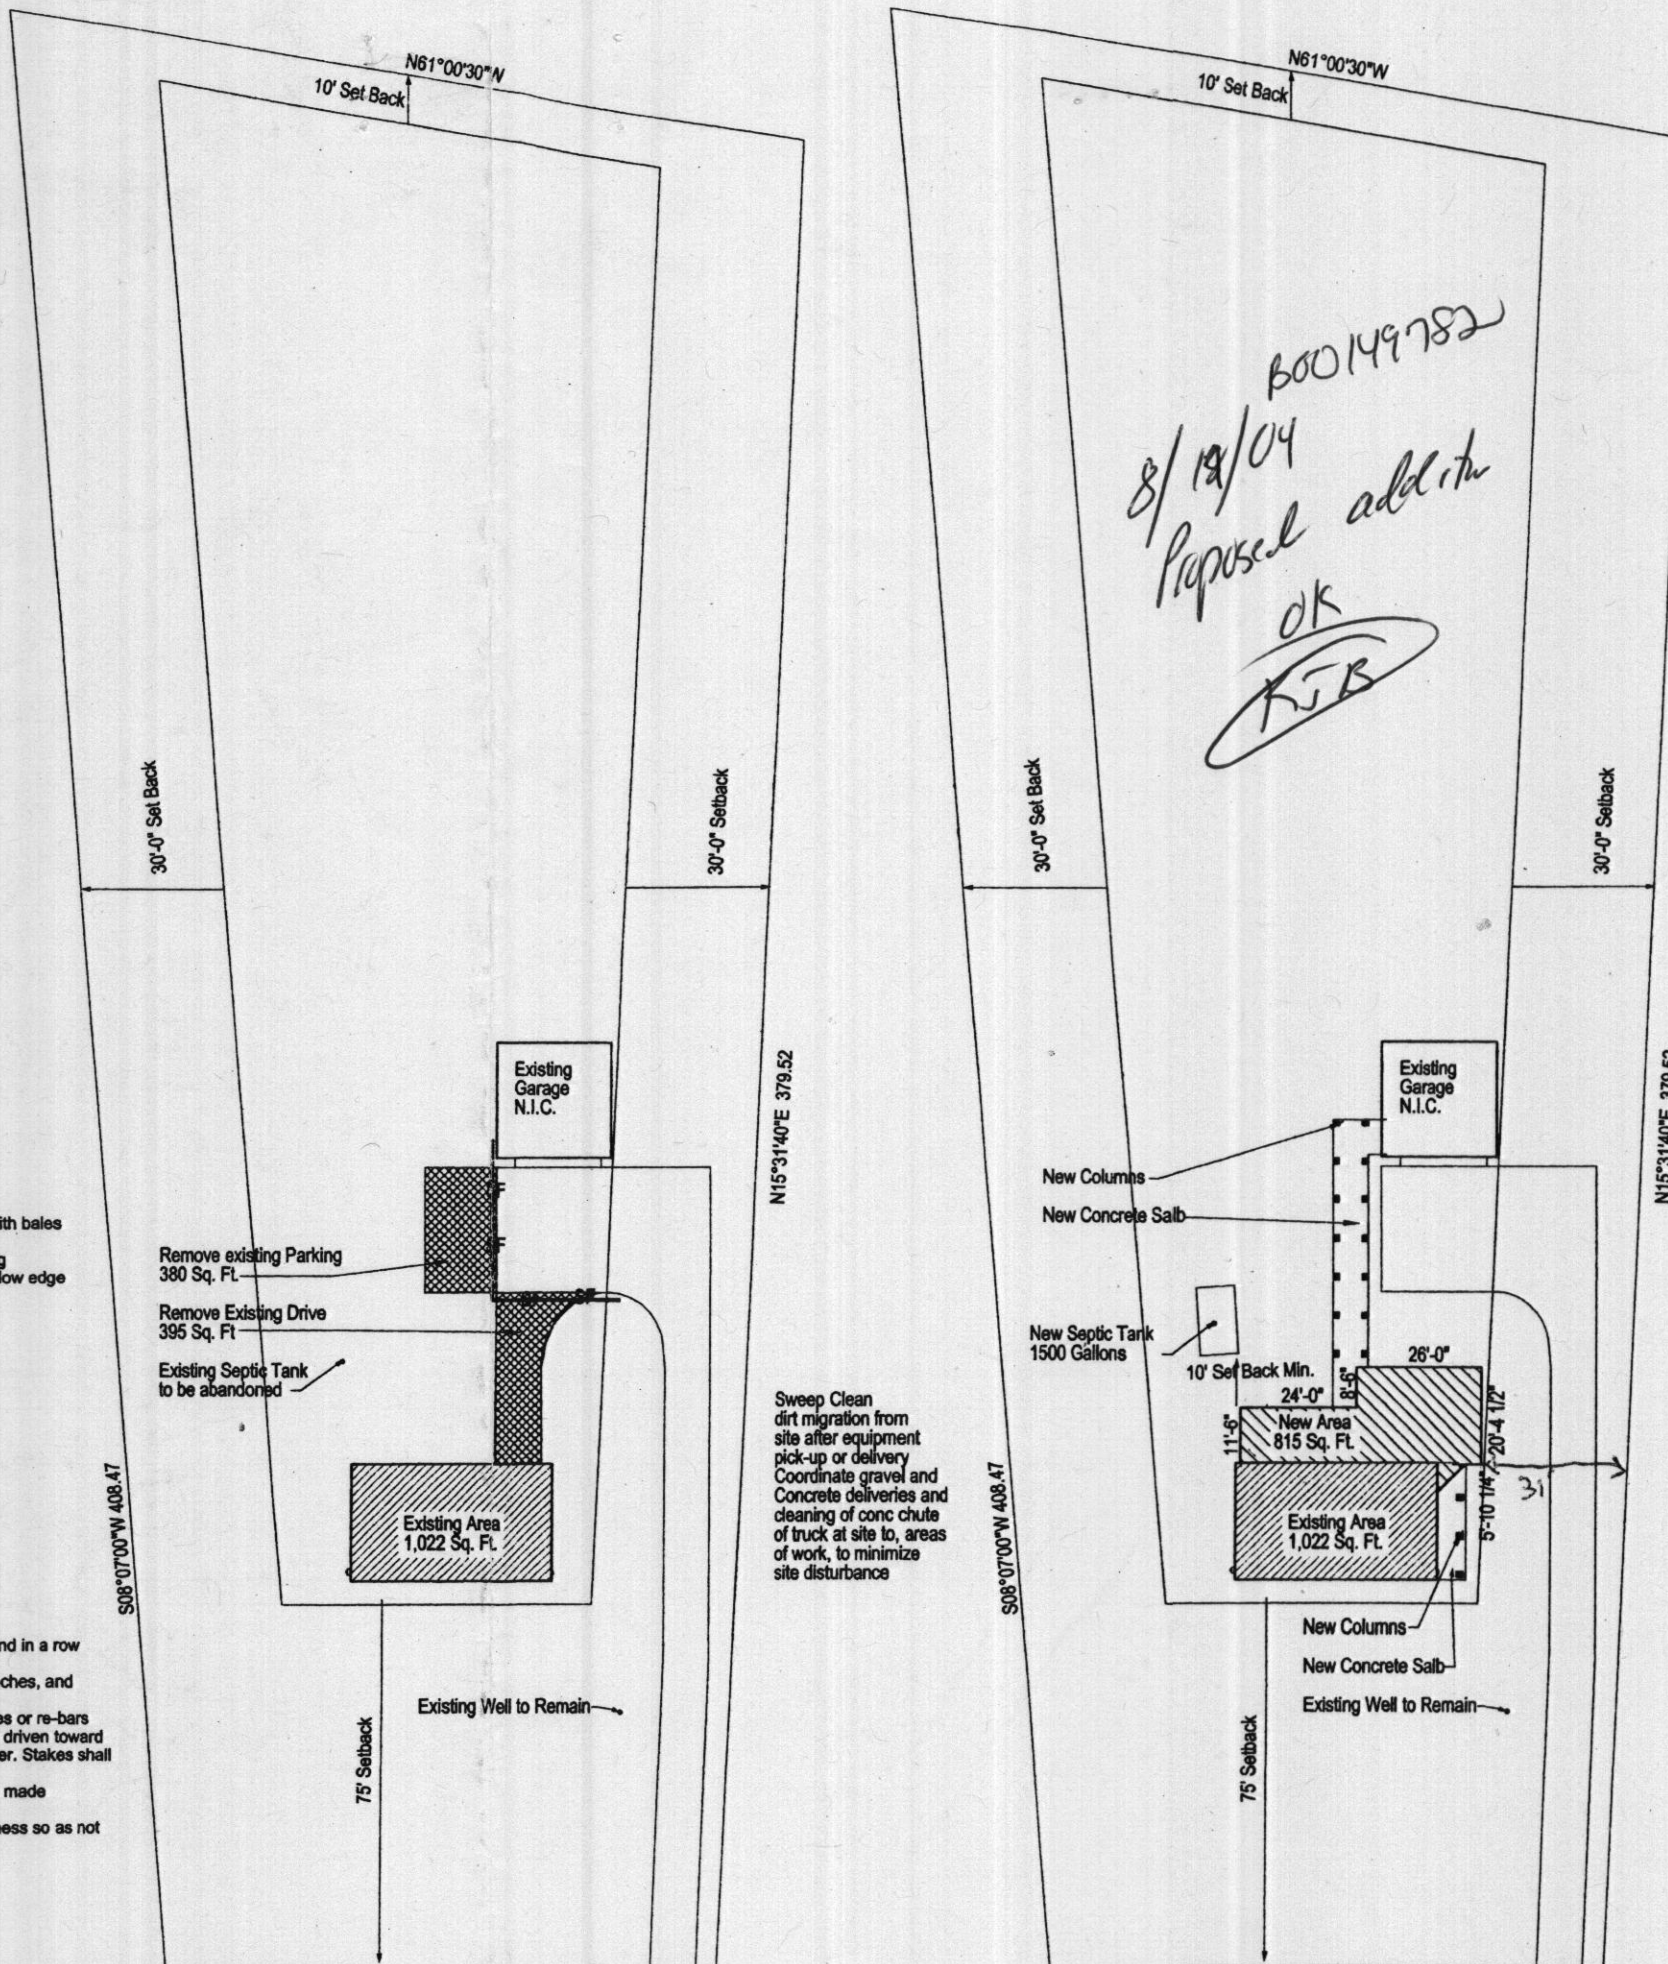 N61°00'30"W
10' Set Back
30'-0" Set Back
30'-0" Setback
Existing
Garage
N.I.C.
N15°31'40"E 379.52
ith bales
low edge
Remove existing Parking
380 Sq. Ft.
Remove Existing Drive
395 Sq. Ft
Existing Septic Tank
to be abandoned
S08°07'00"W 408.47
Existing Area
1,022 Sq. Ft.
Sweep Clean
dirt migration from
site after equipment
pick-up or delivery
Coordinate gravel and
Concrete deliveries and
cleaning of conc chute
of truck at site to, areas
of work, to minimize
site disturbance
nd in a row
ches, and
es or re-bars
driven toward
er. Stakes shall
made
ess so as not
Existing Well to Remain
75' Setback
N61°00'30"W
10' Set Back
B00149782
8/ /04
Proposed
OK
KJB
30'-0" Set Back
30'-0" Setback
Existing
Garage
N.I.C.
N15°31'40"E 379.52
New Columns
New Concrete Salb
New Septic Tank
1500 Gallons
10' Set Back Min.
26'-0"
24'-0"
8'-6"
11'-6"
New Area
815 Sq. Ft.
20'-4 1/2"
5'-10 1/4"
31
Existing Area
1,022 Sq. Ft.
S08°07'00"W 408.47
New Columns
New Concrete Salb
Existing Well to Remain
75' Setback